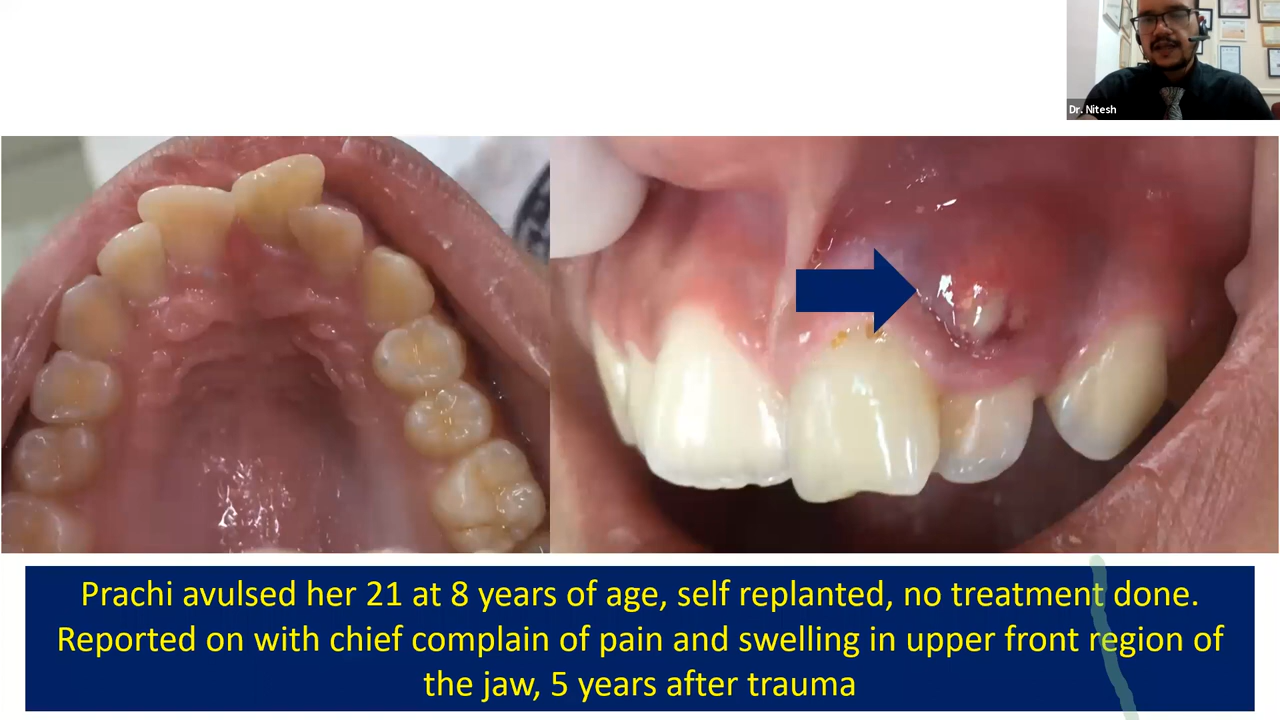 Dr. Nitesh
Prachi avulsed her 21 at 8 years of age, self replanted, no treatment done.
Reported on with chief complain of pain and swelling in upper front region of
the jaw, 5 years after trauma